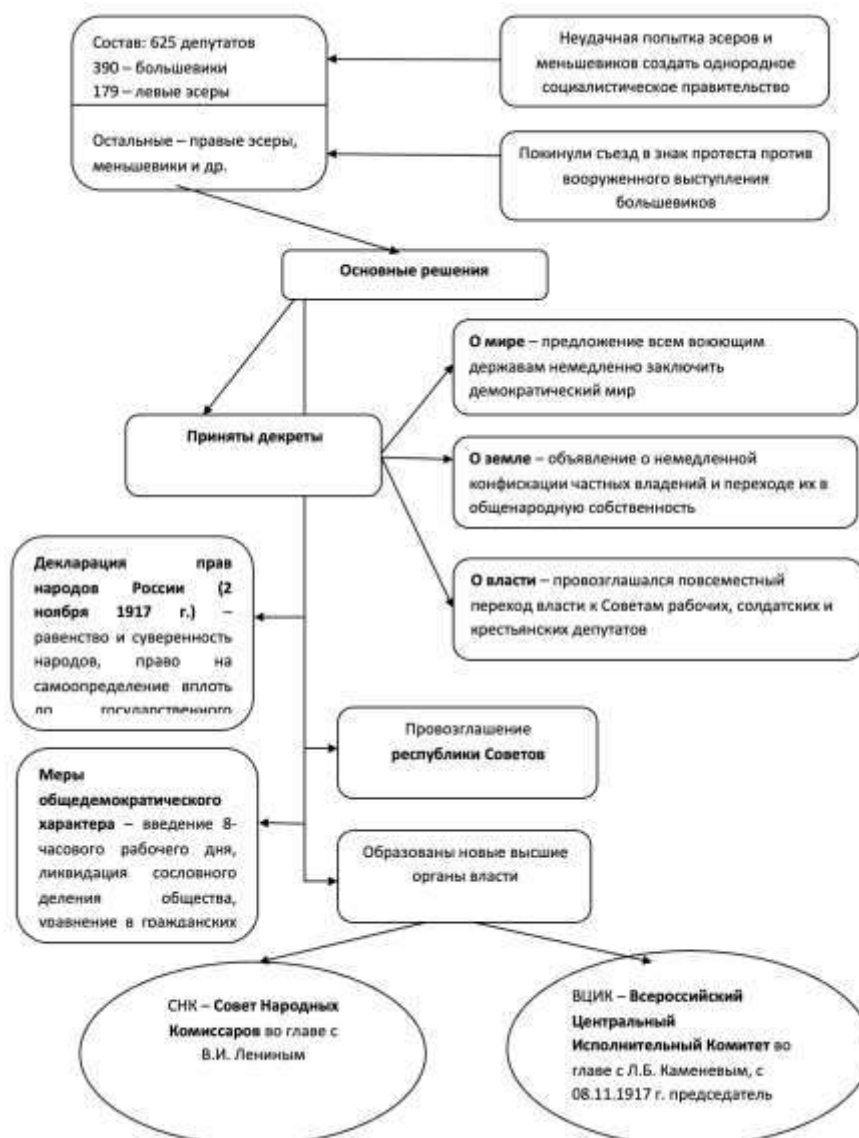 Состав: 625 депутатов
390 – большевики
179 – левые эсеры
Остальные – правые эсеры,
меньшевики и др.
Неудачная попытка эсеров и
меньшевиков создать однородное
социалистическое правительство
Покинули съезд в знак протеста против
вооруженного выступления
большевиков
Основные решения
Приняты декреты
О мире – предложение всем воюющим
державам немедленно заключить
демократический мир
О земле – объявление о немедленной
конфискации частных владений и переходе их в
общенародную собственность
О власти – провозглашался повсеместный
переход власти к Советам рабочих, солдатских и
крестьянских депутатов
Декларация прав
народов России (2
ноября 1917 г.) –
равенство и суверенность
народов, право на
самоопределение вплоть
до государственного
Провозглашение
республики Советов
Меры
общедемократического
характера – введение 8-
часового рабочего дня,
ликвидация сословного
деления общества,
уравнение в гражданских
Образованы новые высшие
органы власти
СНК – Совет Народных
Комиссаров во главе с
В.И. Лениным
ВЦИК – Всероссийский
Центральный
Исполнительный Комитет во
главе с Л.Б. Каменевым, с
08.11.1917 г. председатель